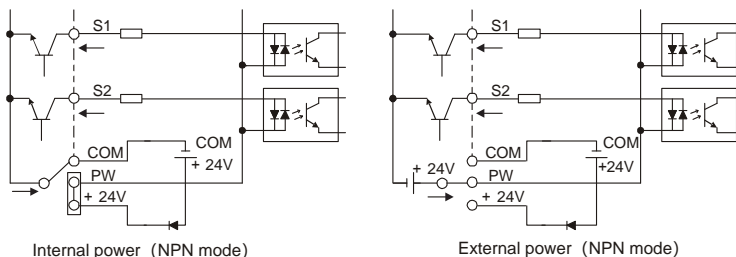 S1
S2
COM
COM
+ 24V
PW
+ 24V
Internal power (NPN mode)
S1
S2
COM
COM
+ 24V
+24V
PW
+ 24V
External power (NPN mode)